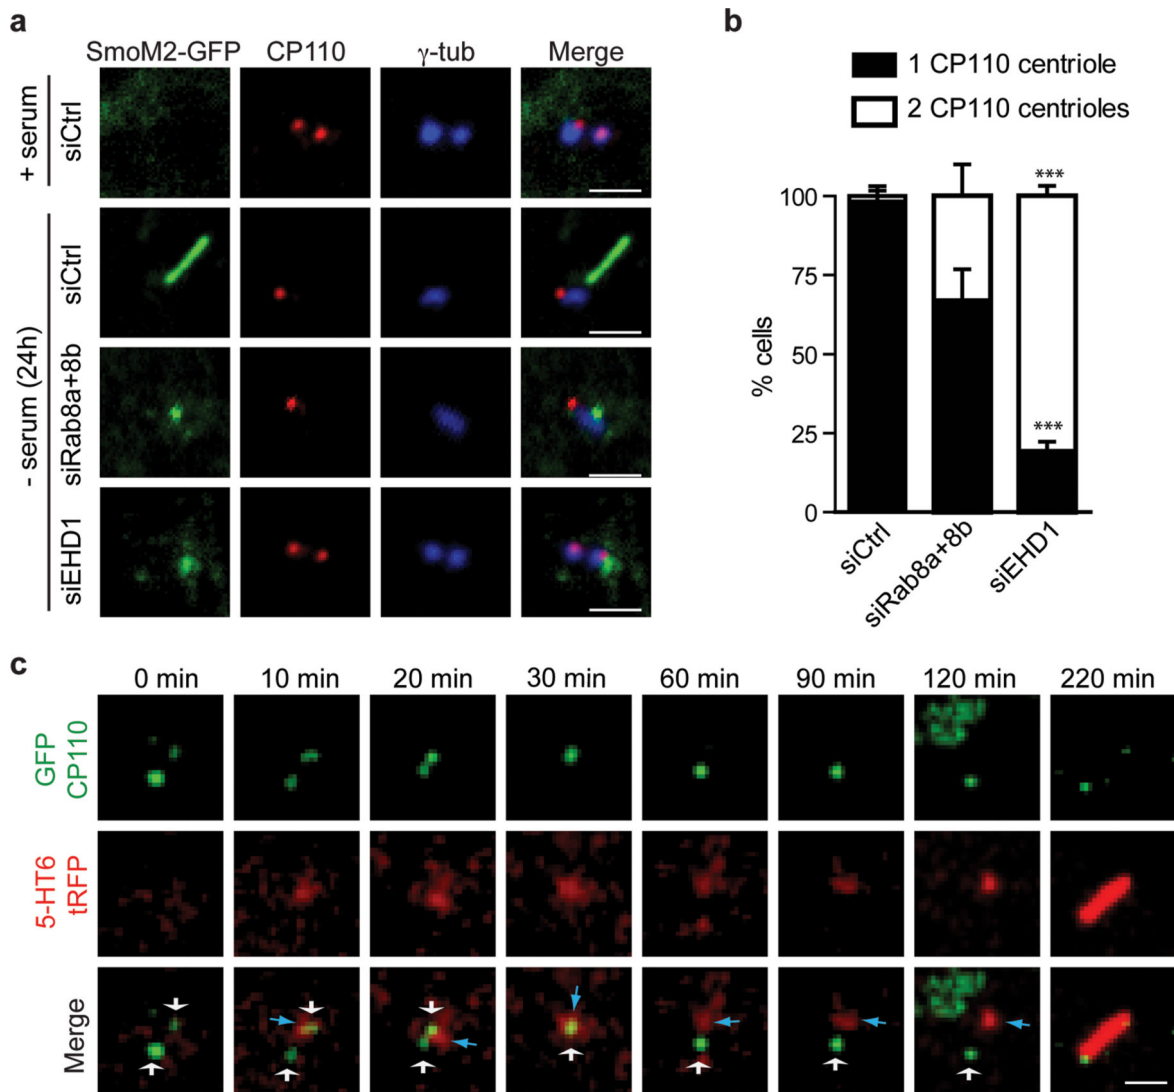 a
SmoM2-GFP CP110 γ-tub Merge
+ serum
siCtrl
- serum (24h)
siCtrl
siRab8a+8b
siEHD1
b
1 CP110 centriole
2 CP110 centrioles
% cells
100
75
50
25
0
***
***
siCtrl
siRab8a+8b
siEHD1
c
0 min 10 min 20 min 30 min 60 min 90 min 120 min 220 min
GFP
CP110
5-HT6
tRFP
Merge